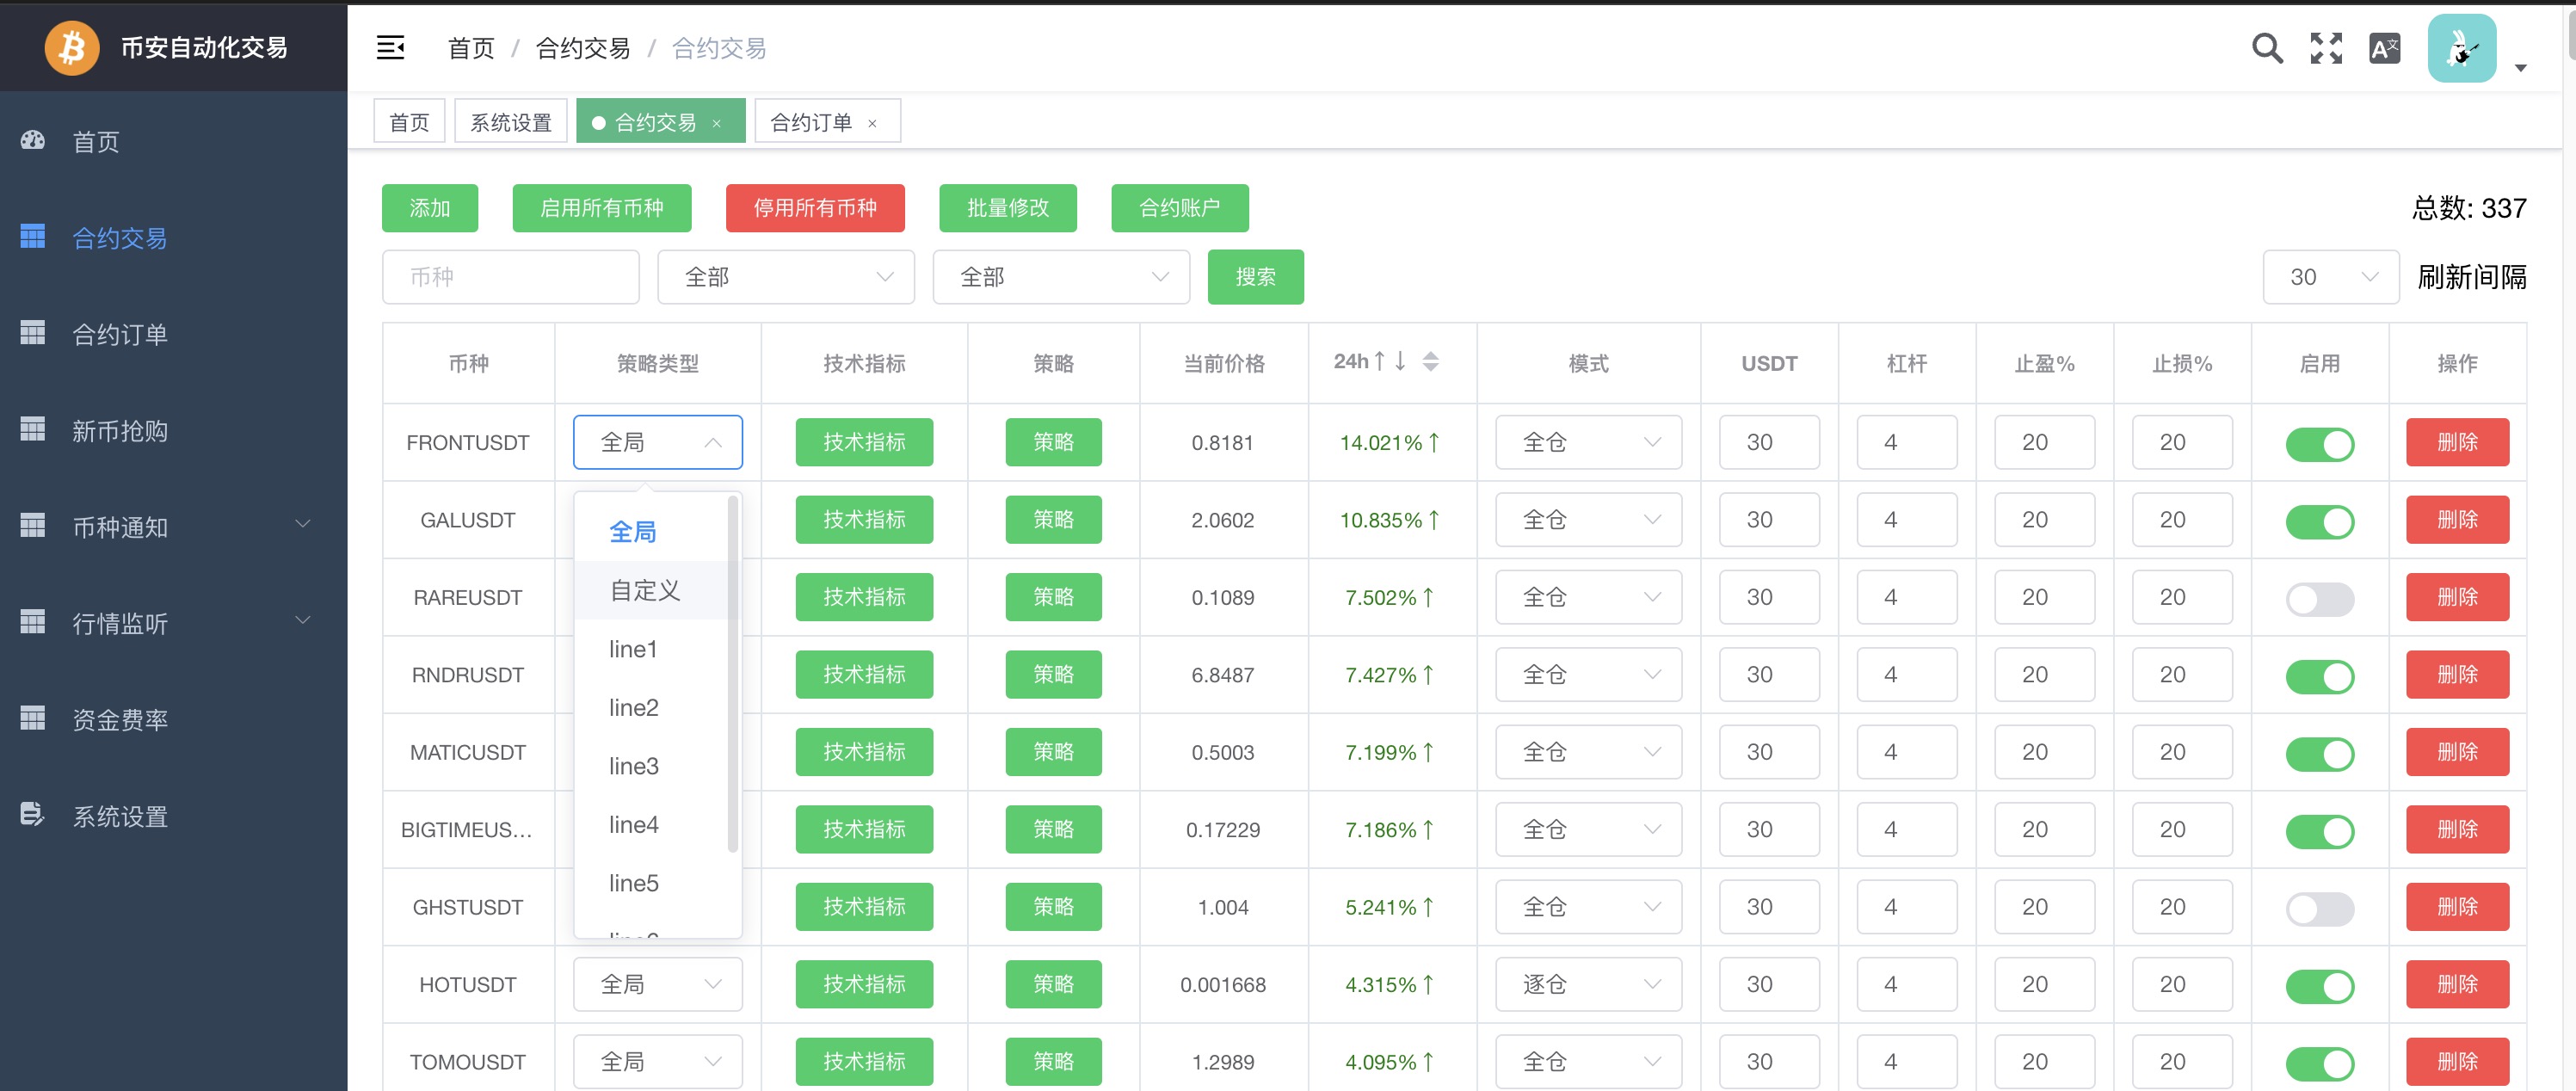 币安自动化交易
首页 / 合约交易 / 合约交易
首页 系统设置 合约交易 × 合约订单 ×
首页
合约交易
合约订单
新币抢购
币种通知
行情监听
资金费率
系统设置
添加 启用所有币种 停用所有币种 批量修改 合约账户 总数: 337
币种 全部 全部 搜索 30 刷新间隔
币种 策略类型 技术指标 策略 当前价格 24h↑↓ 模式 USDT 杠杆 止盈% 止损% 启用 操作
FRONTUSDT 全局 技术指标 策略 0.8181 14.021%↑ 全仓 30 4 20 20 删除
GALUSDT 技术指标 策略 2.0602 10.835%↑ 全仓 30 4 20 20 删除
RAREUSDT 技术指标 策略 0.1089 7.502%↑ 全仓 30 4 20 20 删除
RNDRUSDT 技术指标 策略 6.8487 7.427%↑ 全仓 30 4 20 20 删除
MATICUSDT 技术指标 策略 0.5003 7.199%↑ 全仓 30 4 20 20 删除
BIGTIMEUS... 技术指标 策略 0.17229 7.186%↑ 全仓 30 4 20 20 删除
GHSTUSDT 技术指标 策略 1.004 5.241%↑ 全仓 30 4 20 20 删除
HOTUSDT 全局 技术指标 策略 0.001668 4.315%↑ 逐仓 30 4 20 20 删除
TOMOUSDT 全局 技术指标 策略 1.2989 4.095%↑ 全仓 30 4 20 20 删除
全局
自定义
line1
line2
line3
line4
line5